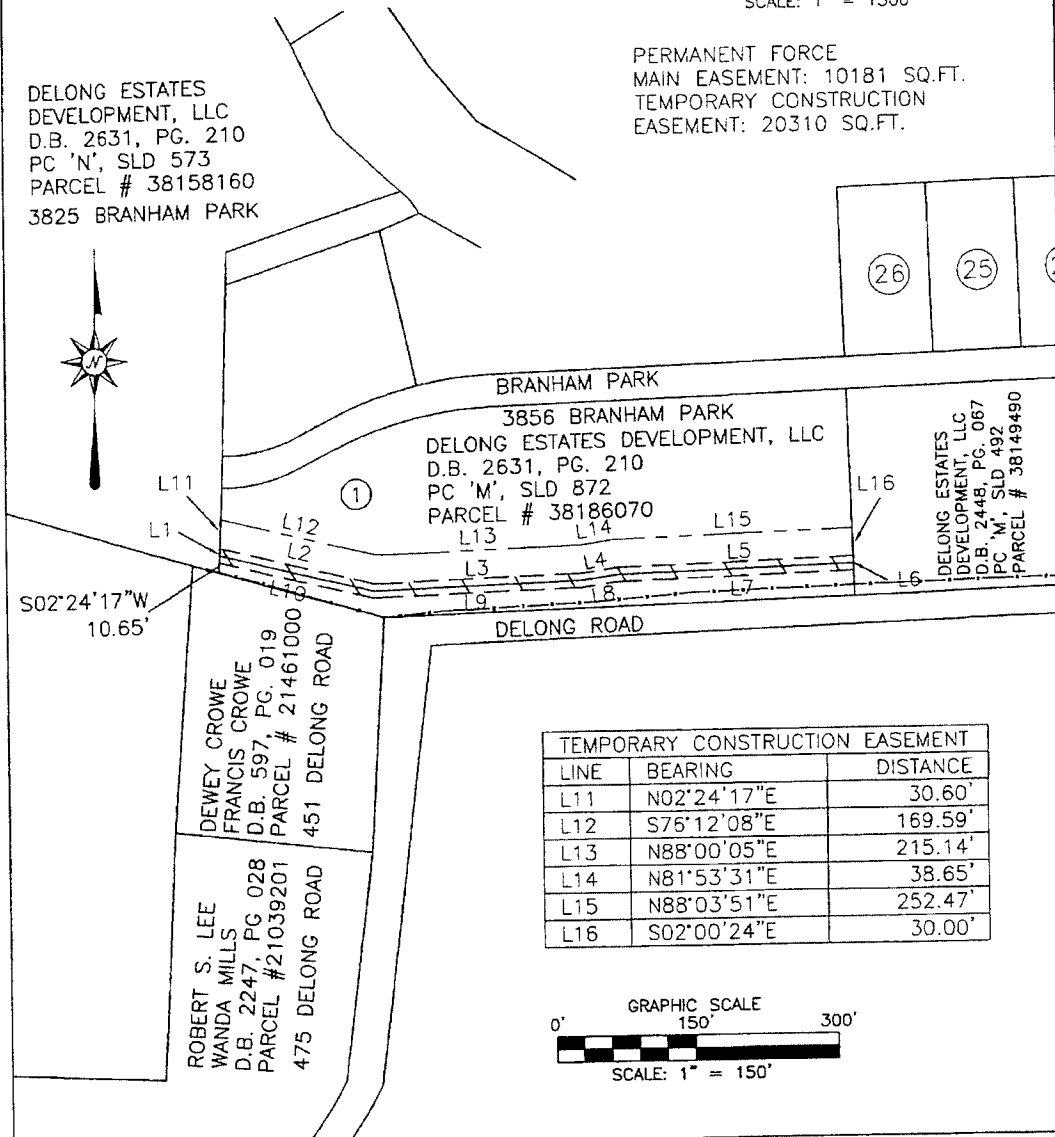 SCALE: 1" = 1500'
PERMANENT FORCE
MAIN EASEMENT: 10181 SQ.FT.
TEMPORARY CONSTRUCTION
EASEMENT: 20310 SQ.FT.
DELONG ESTATES
DEVELOPMENT, LLC
D.B. 2631, PG. 210
PC 'N', SLD 573
PARCEL # 38158160
3825 BRANHAM PARK
N
26
25
BRANHAM PARK
3856 BRANHAM PARK
DELONG ESTATES DEVELOPMENT, LLC
D.B. 2631, PG. 210
PC 'M', SLD 872
PARCEL # 38186070
1
DELONG ESTATES
DEVELOPMENT, LLC
D.B. 2448, PG. 067
PC 'M', SLD 492
PARCEL # 38149490
L11
L16
L12
L13
L14
L15
L1
L2
L3
L4
L5
L6
L10
L9
L8
L7
S02°24'17"W
10.65'
DELONG ROAD
DEWEY CROWE
FRANCIS CROWE
D.B. 597, PG. 019
PARCEL # 21461000
451 DELONG ROAD
ROBERT S. LEE
WANDA MILLS
D.B. 2247, PG 028
PARCEL #21039201
475 DELONG ROAD
TEMPORARY CONSTRUCTION EASEMENT
LINE BEARING DISTANCE
L11 N02°24'17"E 30.60'
L12 S76°12'08"E 169.59'
L13 N88°00'05"E 215.14'
L14 N81°53'31"E 38.65'
L15 N88°03'51"E 252.47'
L16 S02°00'24"E 30.00'
GRAPHIC SCALE
0' 150' 300'
SCALE: 1" = 150'